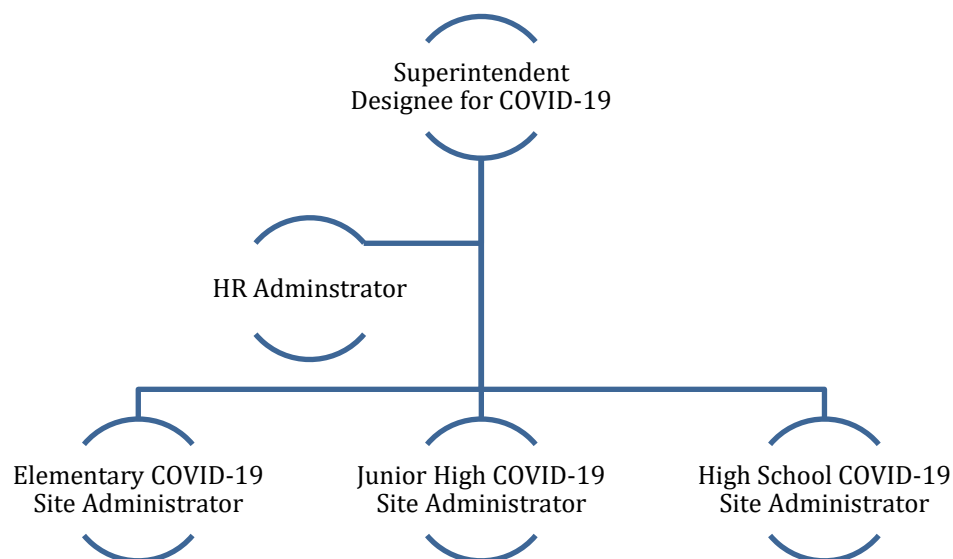 Superintendent
Designee for COVID-19
HR Adminstrator
Elementary COVID-19
Site Administrator
Junior High COVID-19
Site Administrator
High School COVID-19
Site Administrator